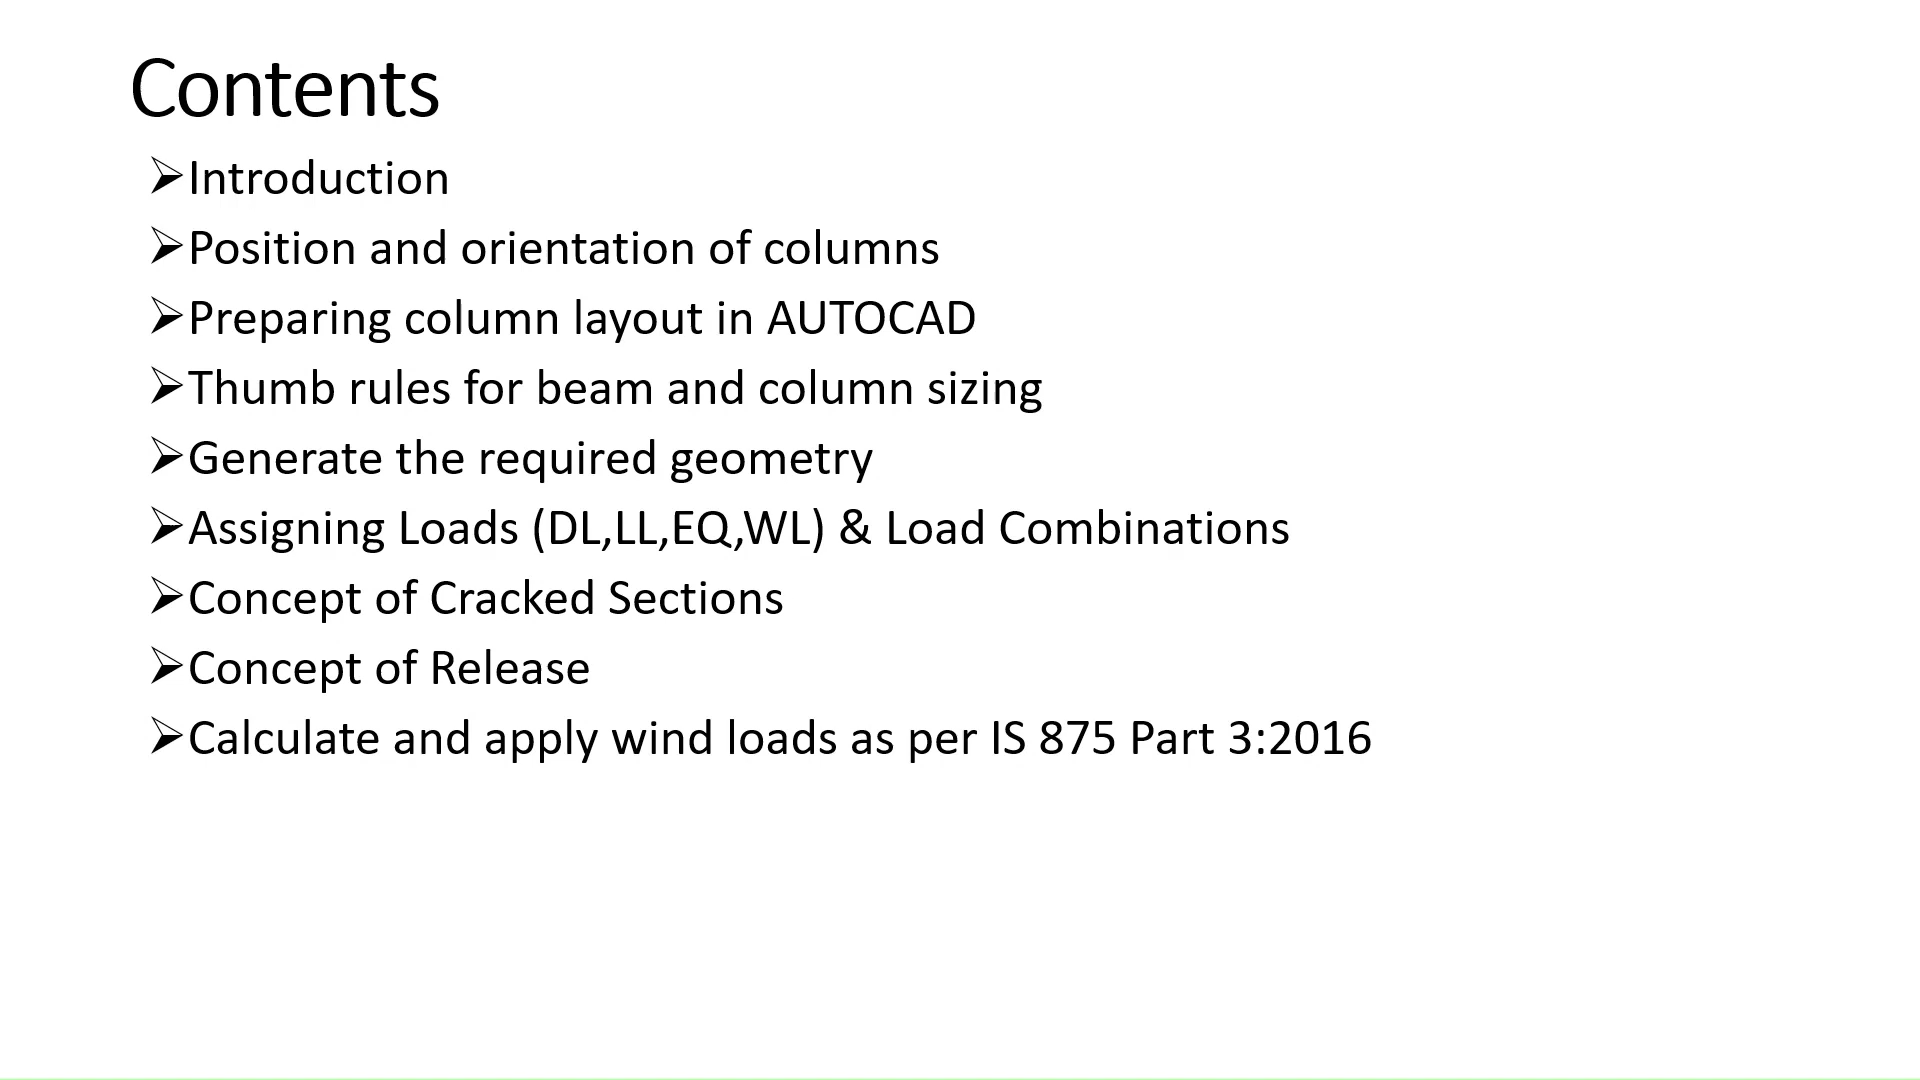 Contents
➢Introduction
➢Position and orientation of columns
➢Preparing column layout in AUTOCAD
➢Thumb rules for beam and column sizing
➢Generate the required geometry
➢Assigning Loads (DL,LL,EQ,WL) & Load Combinations
➢Concept of Cracked Sections
➢Concept of Release
➢Calculate and apply wind loads as per IS 875 Part 3:2016